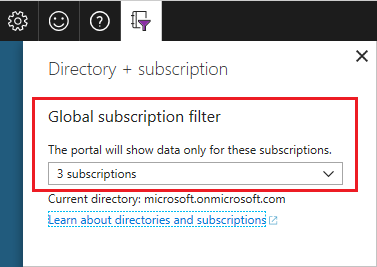 Directory + subscription
Global subscription filter
The portal will show data only for these subscriptions.
3 subscriptions
Current directory: microsoft.onmicrosoft.com
Learn about directories and subscriptions